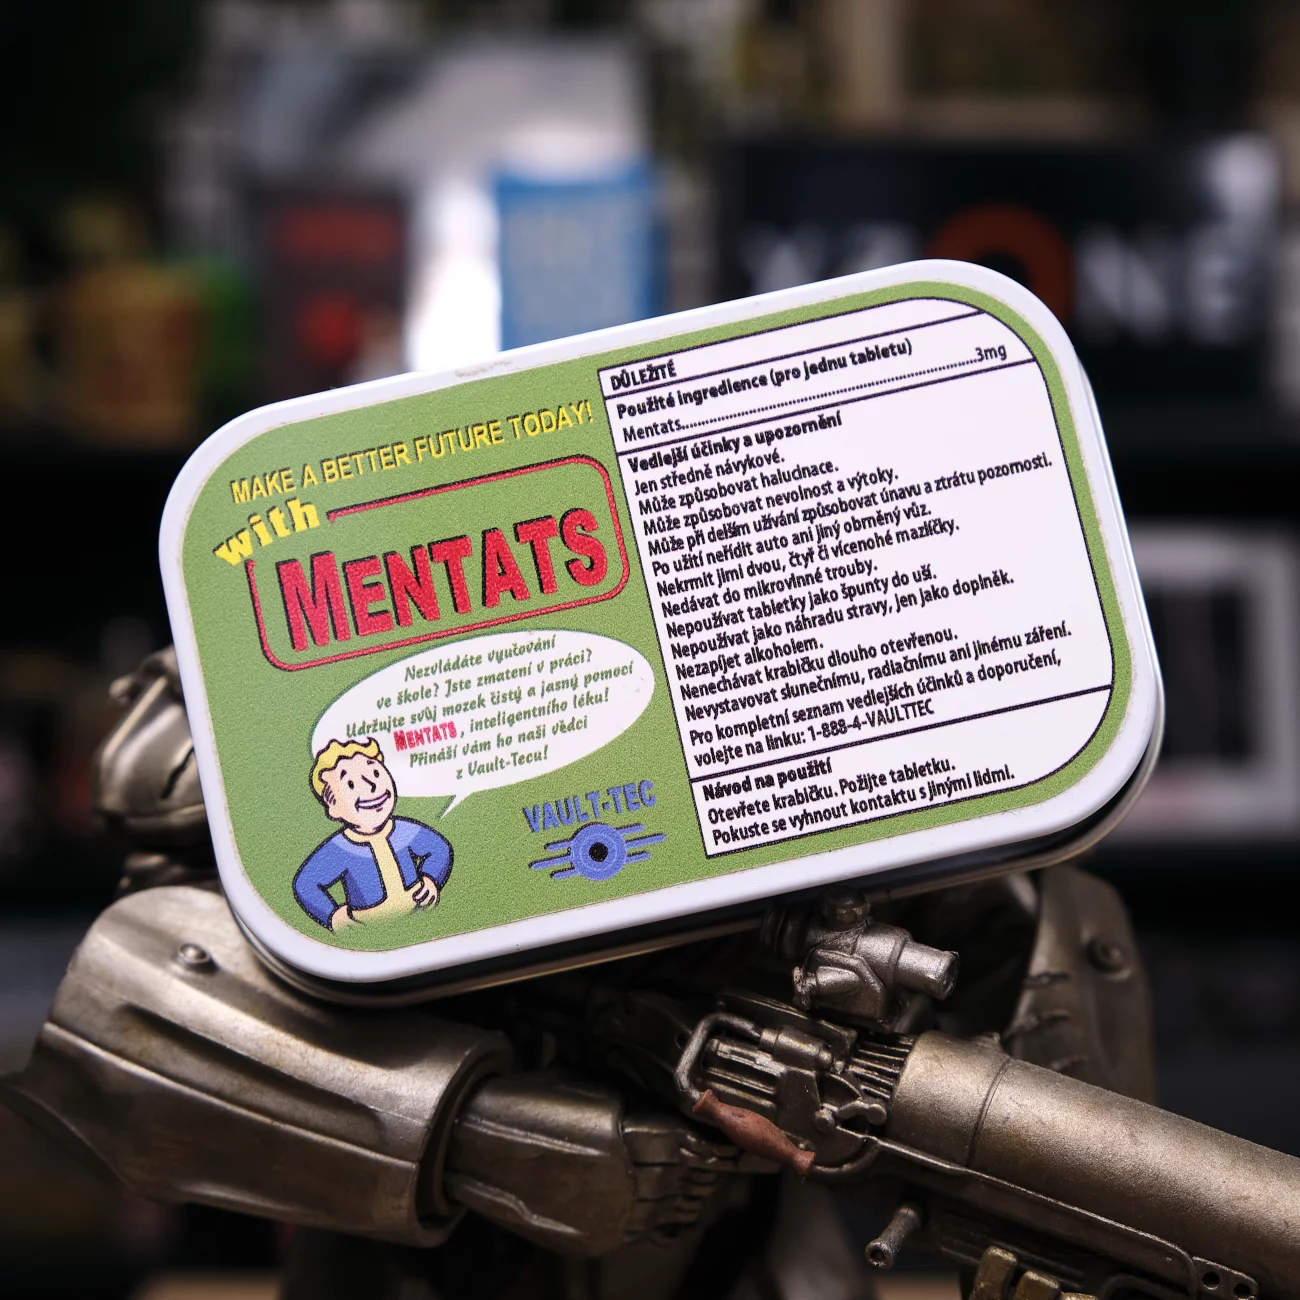 MAKE A BETTER FUTURE TODAY!
with
MENTATS
Nezvládáte vyučování
ve škole? Jste zmatení v práci?
Udržujte svůj mozek čistý a jasný pomocí
MENTATS, inteligentního léku!
Přináší vám ho naši vědci
z Vault-Tecu!
VAULT-TEC
DŮLEŽITÉ
Použité ingredience (pro jednu tabletu)
Mentats..........................................................3mg
Vedlejší účinky a upozornění
Jen středně návykové.
Může způsobovat halucinace.
Může způsobovat nevolnost a výtoky.
Může při delším užívání způsobovat únavu a ztrátu pozornosti.
Po užití neřídit auto ani jiný obrněný vůz.
Nekrmit jimi dvou, čtyř či vícenohé mazlíčky.
Nedávat do mikrovlnné trouby.
Nepoužívat tabletky jako špunty do uší.
Nepoužívat jako náhradu stravy, jen jako doplněk.
Nezapíjet alkoholem.
Nenechávat krabičku dlouho otevřenou.
Nevystavovat slunečnímu, radiačnímu ani jinému záření.
Pro kompletní seznam vedlejších účinků a doporučení,
volejte na linku: 1-888-4-VAULTTEC
Návod na použití
Otevřete krabičku. Požijte tabletku.
Pokuste se vyhnout kontaktu s jinými lidmi.